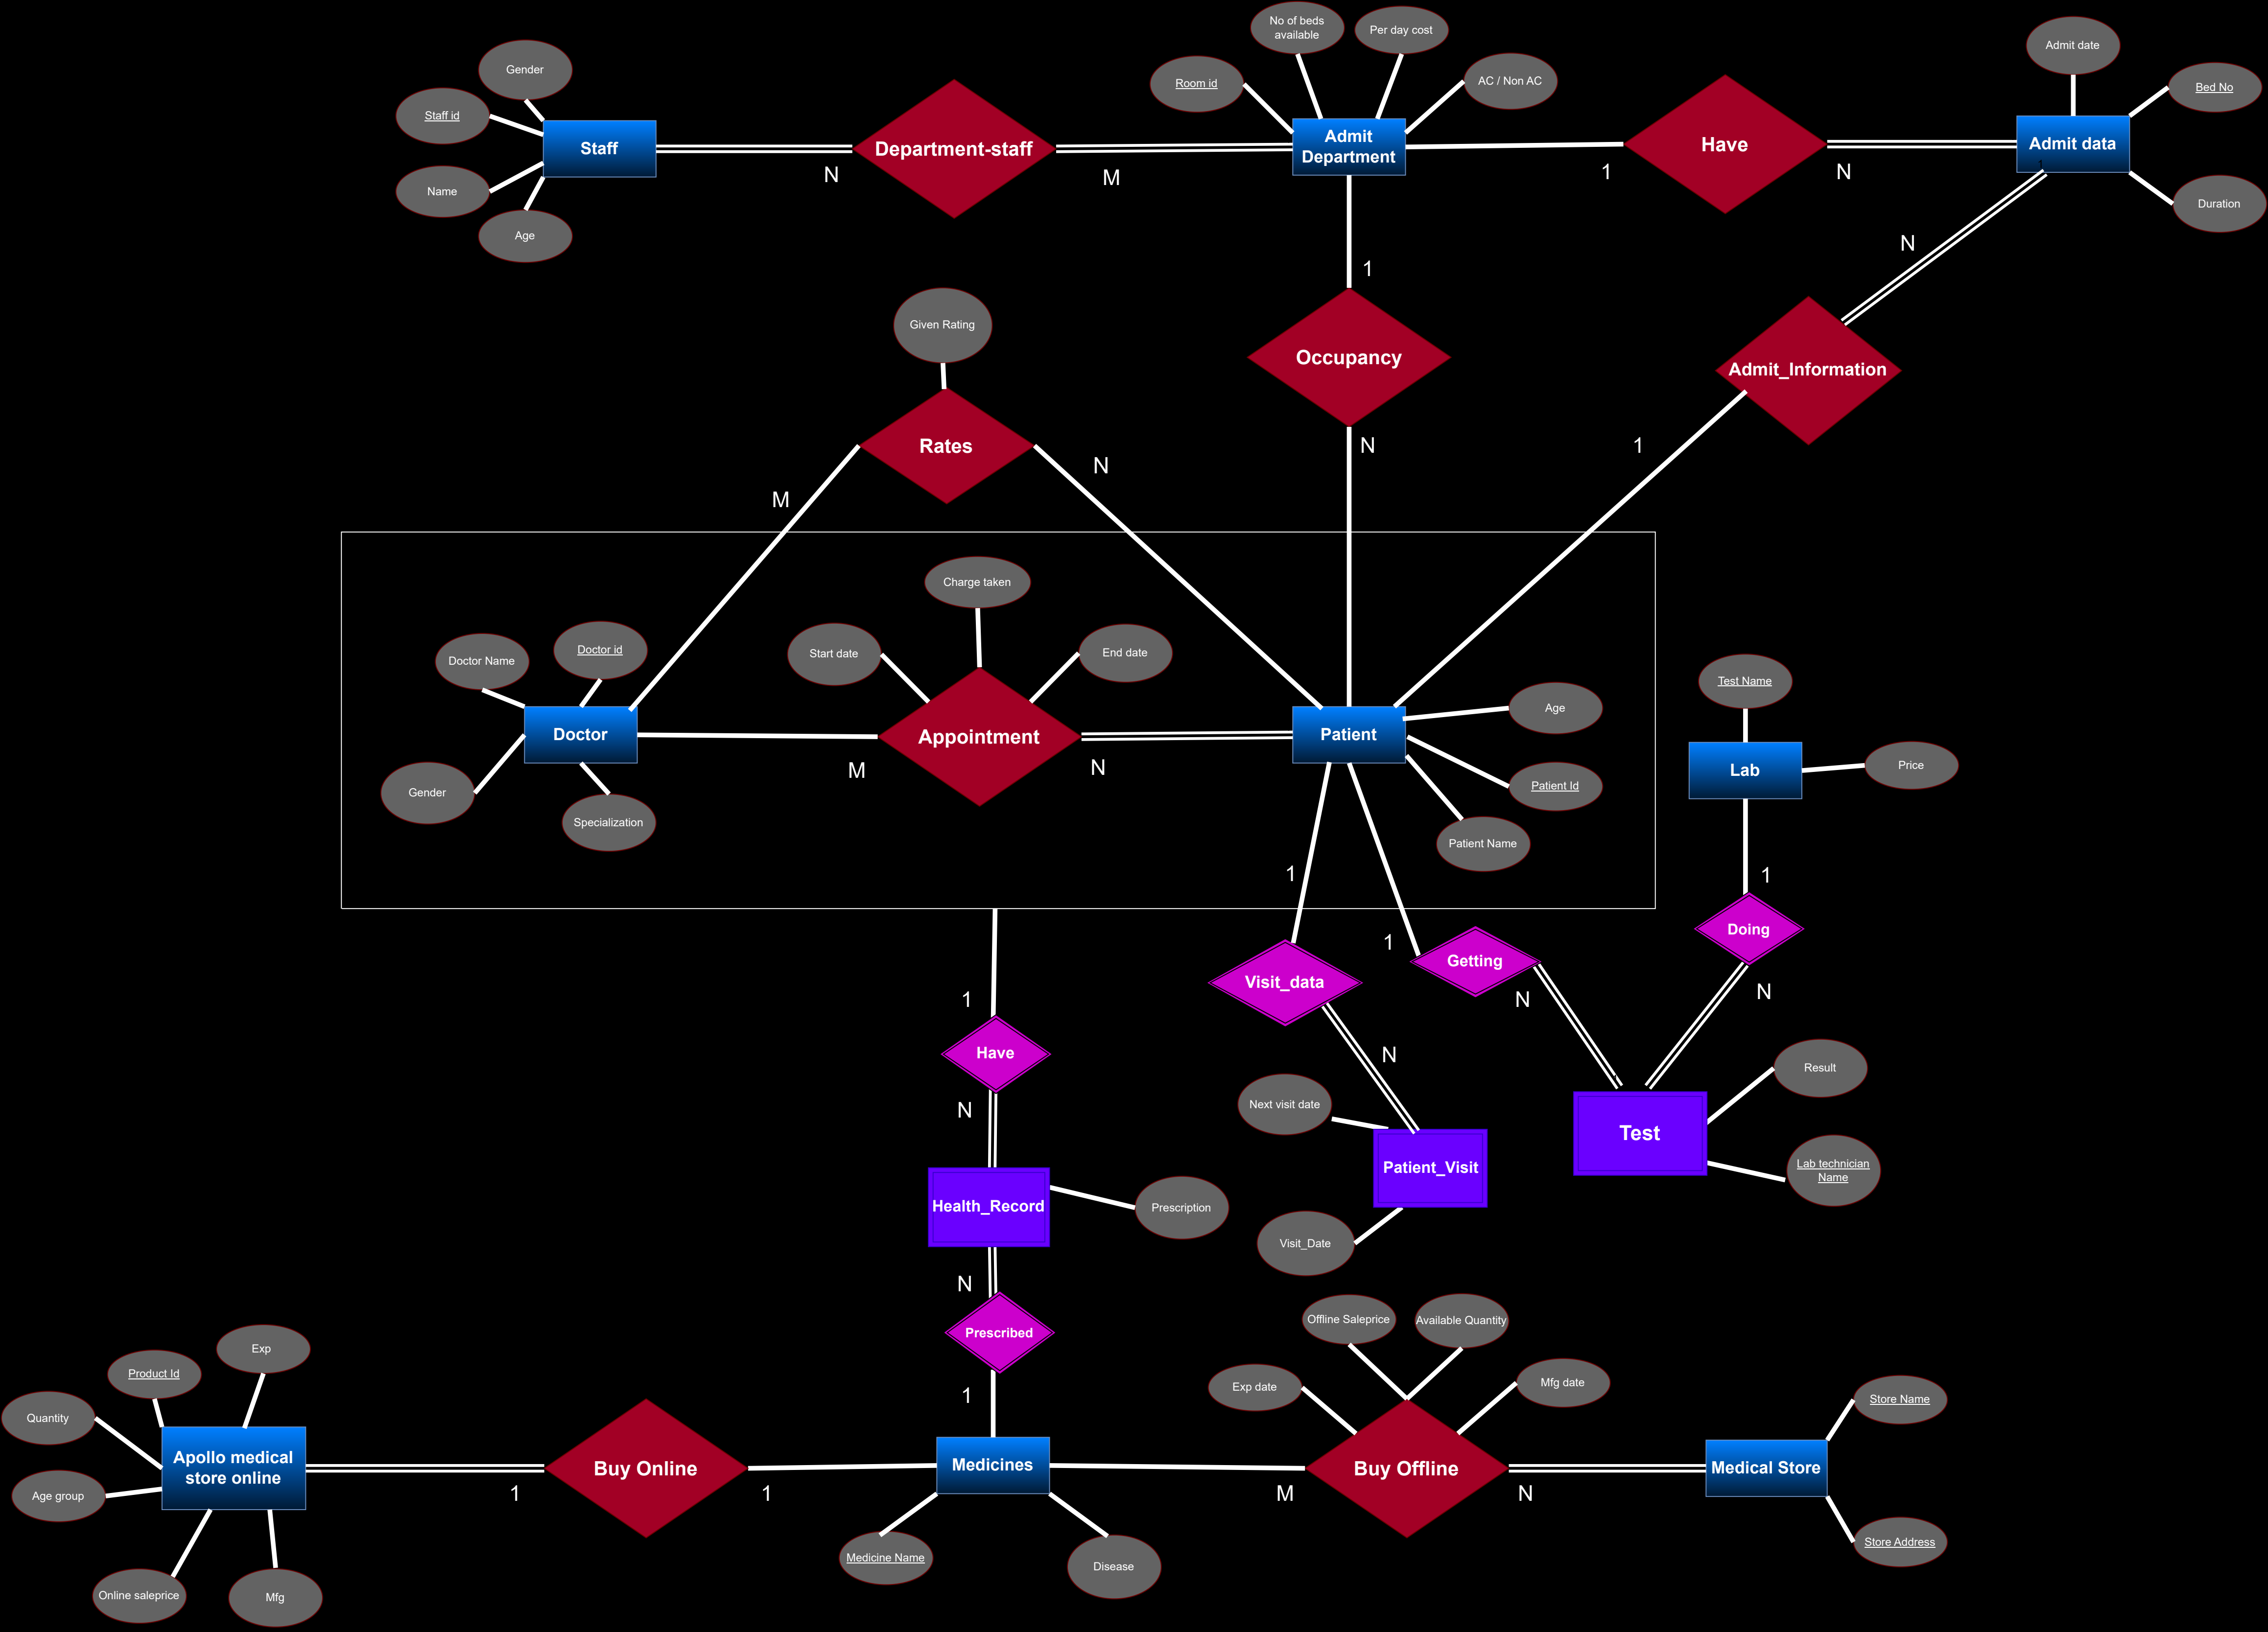 No of beds
available
Per day cost
Admit date
Gender
Room id
AC / Non AC
Bed No
Staff id
Staff
Department-staff
Admit
Department
Have
Admit data
1
N
M
1
N
Name
Age
Duration
N
1
Given Rating
Occupancy
Admit_Information
Rates
N
N
1
M
Charge taken
Doctor Name
Doctor id
Start date
End date
Test Name
Age
Doctor
Appointment
Patient
Lab
Price
M
N
Gender
Patient Id
Specialization
Patient Name
1
1
Doing
1
Getting
Visit_data
1
N
N
Have
N
N
Result
Next visit date
Test
Patient_Visit
Lab technician
Name
Health_Record
Prescription
Visit_Date
N
Offline Saleprice
Available Quantity
Prescribed
Exp
Product Id
Exp date
Mfg date
1
Store Name
Quantity
Apollo medical
store online
Buy Online
Medicines
Buy Offline
Medical Store
Age group
1
1
M
N
Store Address
Medicine Name
Disease
Online saleprice
Mfg